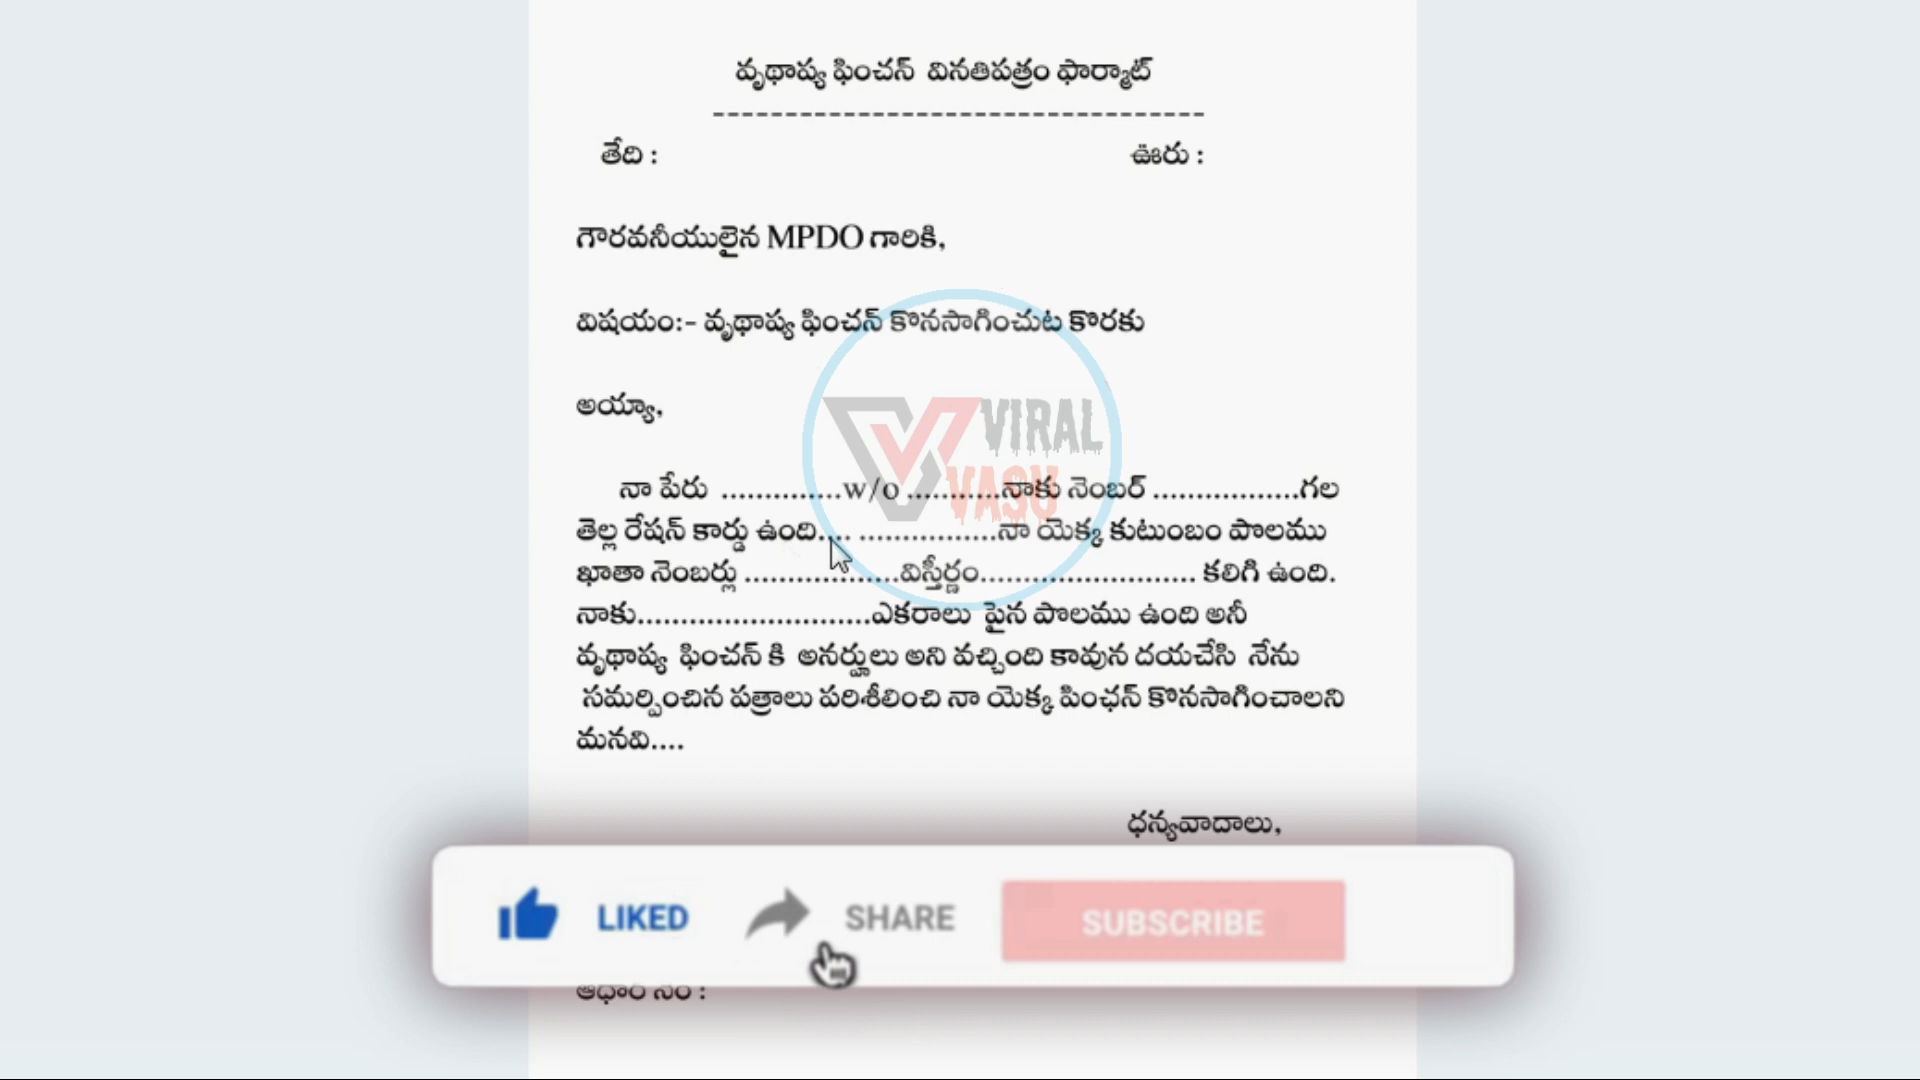 వృథాప్య ఫించన్ వినతిపత్రం ఫార్మాట్
-----------------------------------
తేది :                                ఊరు :
గౌరవనీయులైన MPDO గారికి,
విషయం:- వృథాప్య ఫించన్ కొనసాగించుట కొరకు
అయ్యా,
VIRAL
VASU
నా పేరు ..............w/o ...........నాకు నెంబర్ .................గల
తెల్ల రేషన్ కార్డు ఉంది.... ................నా యెక్క కుటుంబం పొలము
ఖాతా నెంబర్లు ..................విస్తీర్ణం......................... కలిగి ఉంది.
నాకు...........................ఎకరాలు పైన పొలము ఉంది అనీ
వృథాప్య ఫించన్ కి అనర్హులు అని వచ్చింది కావున దయచేసి నేను
సమర్పించిన పత్రాలు పరిశీలించి నా యెక్క పింఛన్ కొనసాగించాలని
మనవి....
ధన్యవాదాలు,
LIKED SHARE SUBSCRIBE
ఆధార్ నెం :